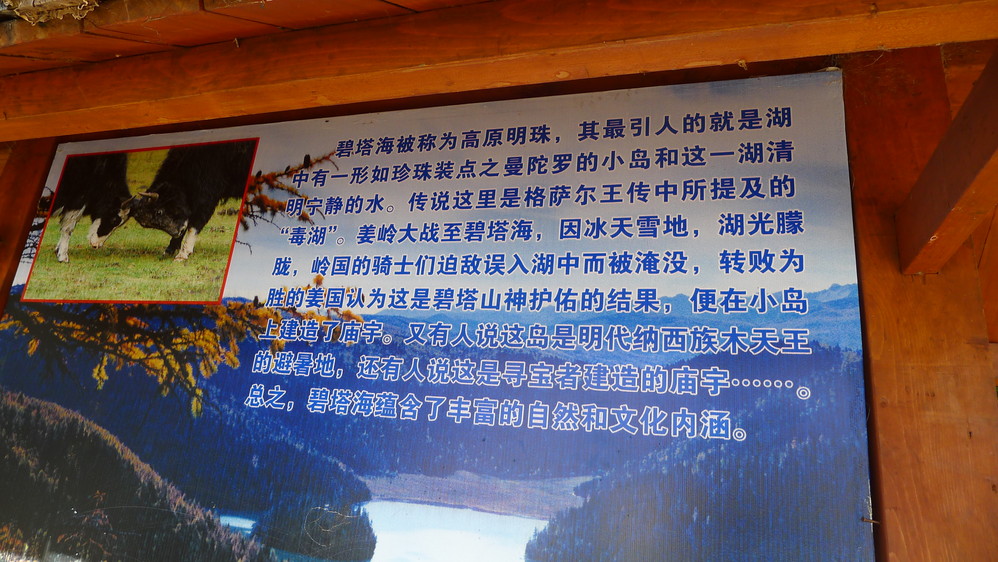 碧塔海被称为高原明珠，其最引人的就是湖
中有一形如珍珠装点之曼陀罗的小岛和这一湖清
明宁静的水。传说这里是格萨尔王传中所提及的
“毒湖”。姜岭大战至碧塔海，因冰天雪地，湖光朦
胧，岭国的骑士们迫敌误入湖中而被淹没，转败为
胜的姜国认为这是碧塔山神护佑的结果，便在小岛
上建造了庙宇。又有人说这岛是明代纳西族木天王
的避暑地，还有人说这是寻宝者建造的庙宇……。
总之，碧塔海蕴含了丰富的自然和文化内涵。